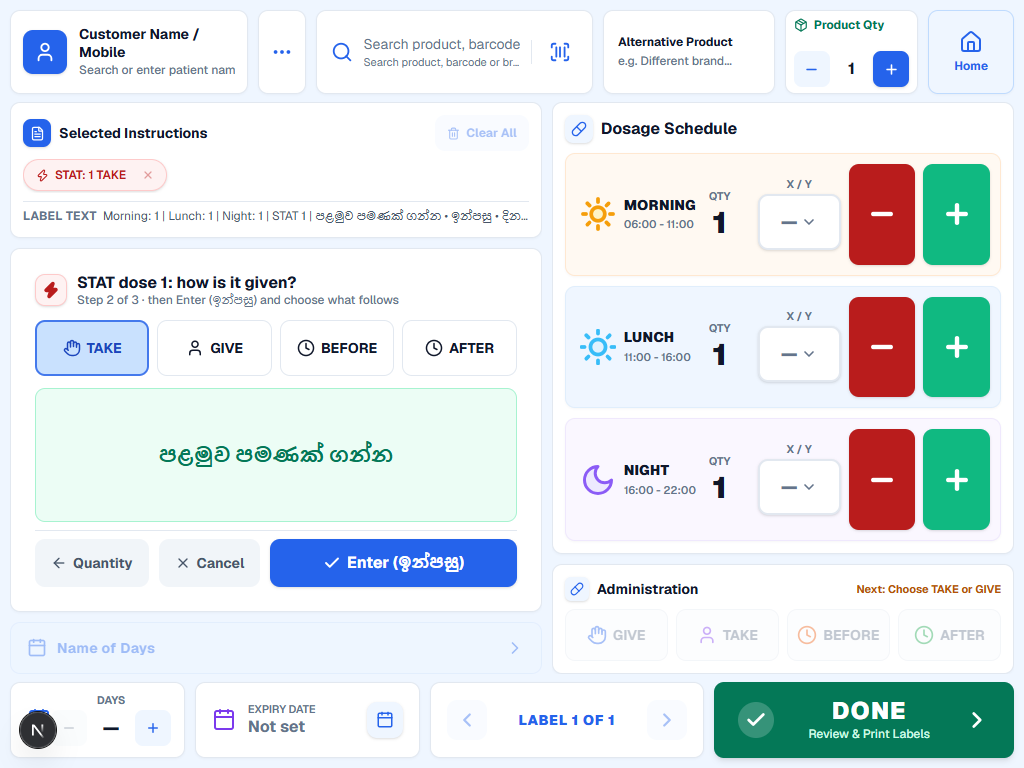 Customer Name / Mobile
Search or enter patient nam
Search product, barcode
Search product, barcode or br...
Alternative Product
e.g. Different brand...
Product Qty
1
Home
Selected Instructions
Clear All
STAT: 1 TAKE
LABEL TEXT Morning: 1 | Lunch: 1 | Night: 1 | STAT 1 | පළමුව පමණක් ගන්න • ඉන්පසු • දින...
STAT dose 1: how is it given?
Step 2 of 3 · then Enter (ඉන්පසු) and choose what follows
TAKE
GIVE
BEFORE
AFTER
පළමුව පමණක් ගන්න
Quantity
Cancel
Enter (ඉන්පසු)
Name of Days
Dosage Schedule
MORNING
06:00 - 11:00
QTY
1
X / Y
LUNCH
11:00 - 16:00
QTY
1
X / Y
NIGHT
16:00 - 22:00
QTY
1
X / Y
Administration
Next: Choose TAKE or GIVE
GIVE
TAKE
BEFORE
AFTER
N
DAYS
EXPIRY DATE
Not set
LABEL 1 OF 1
DONE
Review & Print Labels